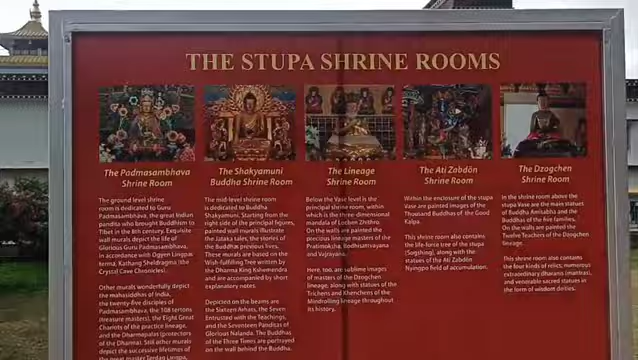 THE STUPA SHRINE ROOMS
The Padmasambhava
Shrine Room
The ground level shrine
room is dedicated to Guru
Padmasambhava, the great Indian
pandita who brought Buddhism to
Tibet in the 8th century. Exquisite
wall murals depict the life of
Glorious Guru Padmasambhava,
in accordance with Ogyen Lingpa's
terma, Kathang Sheldragma (the
Crystal Cave Chronicles).
Other murals wonderfully depict
the mahasiddhas of India,
the twenty-five disciples of
Padmasambhava, the 108 tertons
(treasure masters), the Eight Great
Chariots of the practice lineage,
and the Dharmapalas (protectors
of the Dharma). Still other murals
depict the successive lifetimes of
the great master Terdag Lingpa,
The Shakyamuni
Buddha Shrine Room
The mid-level shrine room
is dedicated to Buddha
Shakyamuni. Starting from the
right side of the principal figures,
painted wall murals illustrate
the Jataka tales, the stories of
the Buddhas previous lives.
These murals are based on the
Wish-fulfilling Tree written by
the Dharma King Kshemendra
and are accompanied by short
explanatory notes.
Depicted on the beams are
the Sixteen Arhats, the Seven
Entrusted with the Teachings,
and the Seventeen Panditas of
Glorious Nalanda. The Buddhas
of the Three Times are portrayed
on the wall behind the Buddha.
The Lineage
Shrine Room
Below the Vase level is the
principal shrine room, within
which is the three-dimensional
mandala of Lochen Zhithro.
On the walls are painted the
precious lineage masters of the
Pratimoksha, Bodhisattvayana
and Vajrayana.
Here, too, are sublime images
of masters of the Dzogchen
lineage, along with statues of the
Trichens and Khenchens of the
Mindrolling lineage throughout
its history.
The Ati Zabdön
Shrine Room
Within the enclosure of the stupa
Vase are painted images of the
Thousand Buddhas of the Good
Kalpa.
This shrine room also contains
the life-force tree of the stupa
(Sogshing), along with the
statues of the Ati Zabdön
Nyingpo field of accumulation.
The Dzogchen
Shrine Room
In the shrine room above the
stupa Vase are the main statues
of Buddha Amitabha and the
Buddhas of the five families.
On the walls are painted the
Twelve Teachers of the Dzogchen
lineage.
This shrine room also contains
the four kinds of relics, numerous
extraordinary dharanis (mantras),
and venerable sacred statues in
the form of wisdom deities.